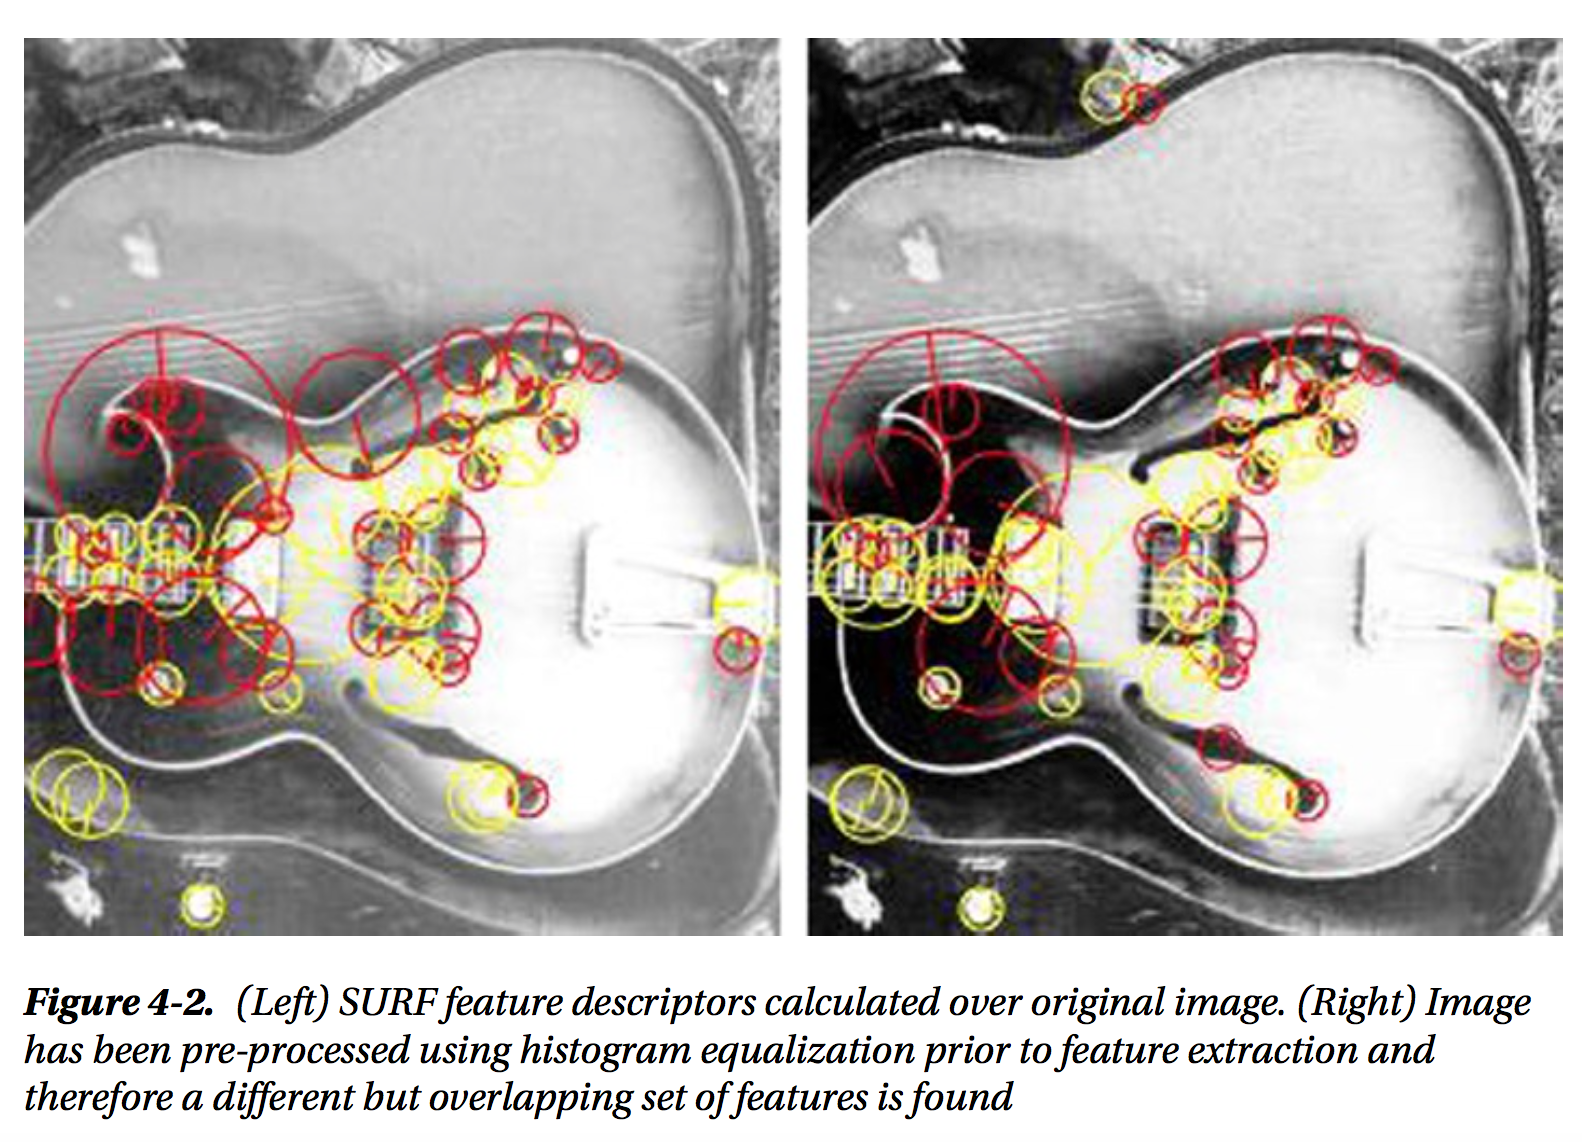 Figure 4-2. (Left) SURF feature descriptors calculated over original image. (Right) Image
has been pre-processed using histogram equalization prior to feature extraction and
therefore a different but overlapping set of features is found